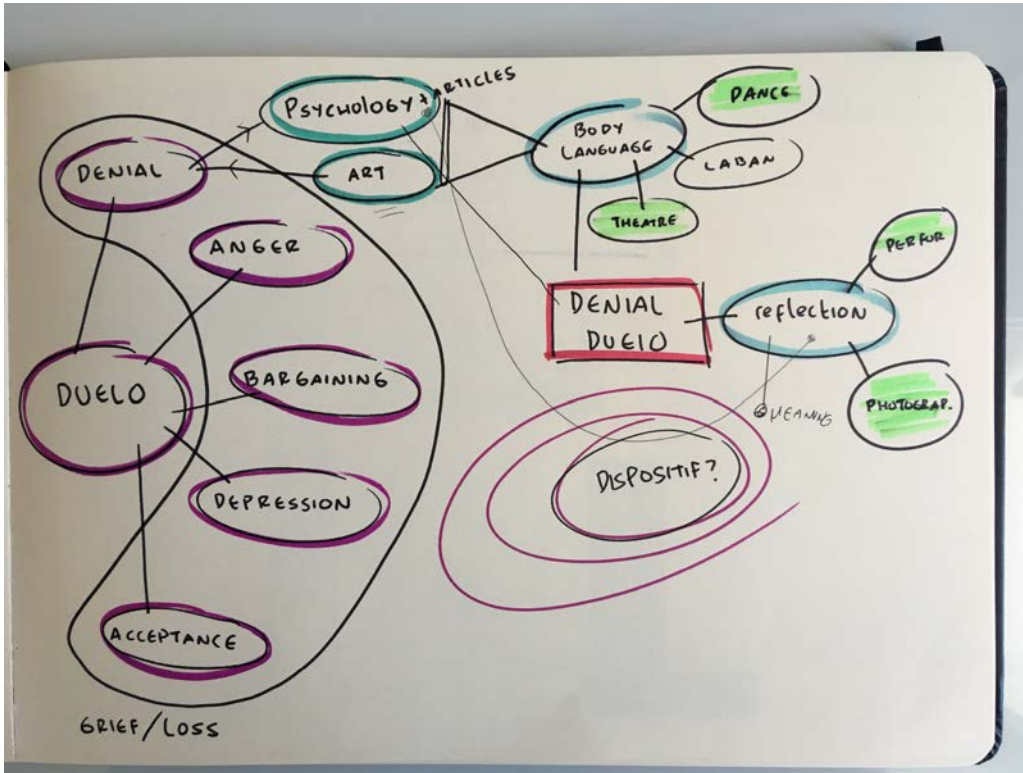 PSYCHOLOGY + ARTICLES
DANCE
BODY
LANGUAGE
DENIAL
ART
LABAN
THEATRE
ANGER
PERFOR
DENIAL
DUELO
reflection
DUELO
BARGAINING
PHOTOGRAP.
MEANING
DISPOSITIF?
DEPRESSION
ACCEPTANCE
GRIEF/LOSS